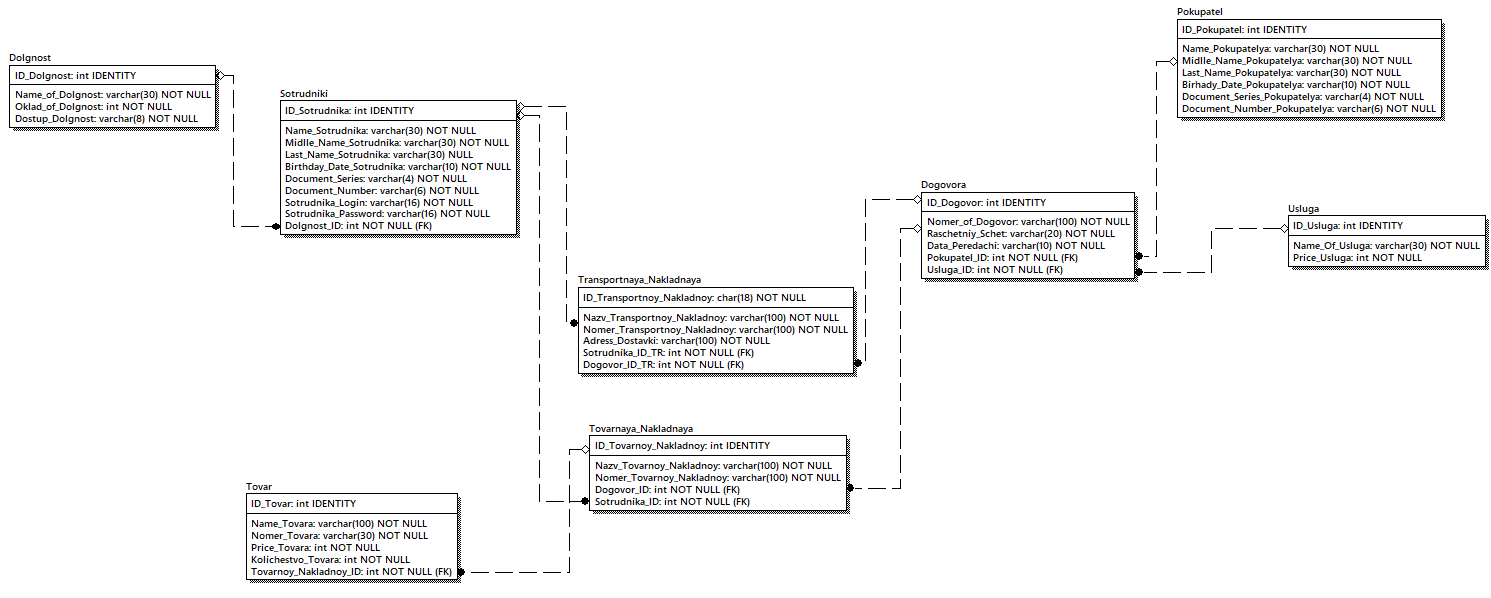 Dolgnost
ID_Dolgnost: int IDENTITY
Name_of_Dolgnost: varchar(30) NOT NULL
Oklad_of_Dolgnost: int NOT NULL
Dostup_Dolgnost: varchar(8) NOT NULL
Sotrudniki
ID_Sotrudnika: int IDENTITY
Name_Sotrudnika: varchar(30) NOT NULL
Midlle_Name_Sotrudnika: varchar(30) NOT NULL
Last_Name_Sotrudnika: varchar(30) NULL
Birthday_Date_Sotrudnika: varchar(10) NOT NULL
Document_Series: varchar(4) NOT NULL
Document_Number: varchar(6) NOT NULL
Sotrudnika_Login: varchar(16) NOT NULL
Sotrudnika_Password: varchar(16) NOT NULL
Dolgnost_ID: int NOT NULL (FK)
Pokupatel
ID_Pokupatel: int IDENTITY
Name_Pokupatelya: varchar(30) NOT NULL
Midlle_Name_Pokupatelya: varchar(30) NOT NULL
Last_Name_Pokupatelya: varchar(30) NOT NULL
Birhady_Date_Pokupatelya: varchar(10) NOT NULL
Document_Series_Pokupatelya: varchar(4) NOT NULL
Document_Number_Pokupatelya: varchar(6) NOT NULL
Dogovora
ID_Dogovor: int IDENTITY
Nomer_of_Dogovor: varchar(100) NOT NULL
Raschetniy_Schet: varchar(20) NOT NULL
Data_Peredachi: varchar(10) NOT NULL
Pokupatel_ID: int NOT NULL (FK)
Usluga_ID: int NOT NULL (FK)
Usluga
ID_Usluga: int IDENTITY
Name_Of_Usluga: varchar(30) NOT NULL
Price_Usluga: int NOT NULL
Transportnaya_Nakladnaya
ID_Transportnoy_Nakladnoy: char(18) NOT NULL
Nazv_Transportnoy_Nakladnoy: varchar(100) NOT NULL
Nomer_Transportnoy_Nakladnoy: varchar(100) NOT NULL
Adress_Dostavki: varchar(100) NOT NULL
Sotrudnika_ID_TR: int NOT NULL (FK)
Dogovor_ID_TR: int NOT NULL (FK)
Tovarnaya_Nakladnaya
ID_Tovarnoy_Nakladnoy: int IDENTITY
Nazv_Tovarnoy_Nakladnoy: varchar(100) NOT NULL
Nomer_Tovarnoy_Nakladnoy: varchar(100) NOT NULL
Dogovor_ID: int NOT NULL (FK)
Sotrudnika_ID: int NOT NULL (FK)
Tovar
ID_Tovar: int IDENTITY
Name_Tovara: varchar(100) NOT NULL
Nomer_Tovara: varchar(30) NOT NULL
Price_Tovara: int NOT NULL
Kolichestvo_Tovara: int NOT NULL
Tovarnoy_Nakladnoy_ID: int NOT NULL (FK)